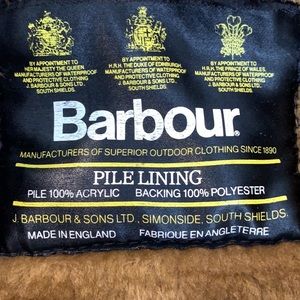 BY APPOINTMENT TO
HER MAJESTY THE QUEEN
MANUFACTURERS OF WATERPROOF
AND PROTECTIVE CLOTHING
J. BARBOUR & SONS LTD.
SOUTH SHIELDS.
BY APPOINTMENT TO
H.R.H. THE DUKE OF EDINBURGH
MANUFACTURERS OF WATERPROOF
AND PROTECTIVE CLOTHING
J. BARBOUR & SONS LTD.,
SOUTH SHIELDS.
BY APPOINTMENT TO
H.R.H. THE PRINCE OF WALES
MANUFACTURERS OF WATERPROOF
AND PROTECTIVE CLOTHING
J. BARBOUR & SONS LTD.
SOUTH SHIELDS.
Barbour®
MANUFACTURERS OF SUPERIOR OUTDOOR CLOTHING SINCE 1890
PILE LINING
PILE 100% ACRYLIC BACKING 100% POLYESTER
J. BARBOUR & SONS LTD., SIMONSIDE, SOUTH SHIELDS.
MADE IN ENGLAND FABRIQUE EN ANGLETERRE